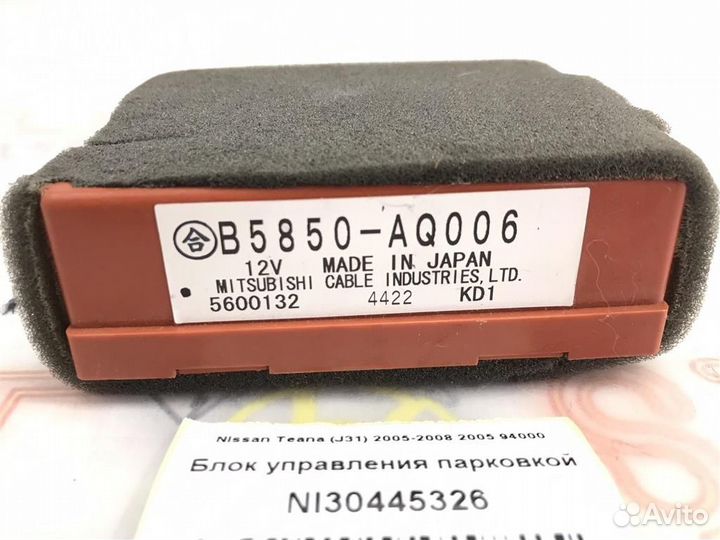 合 B5850-AQ006
12V MADE IN JAPAN
MITSUBISHI CABLE INDUSTRIES, LTD.
5600132 4422 KD1
Nissan Teana (J31) 2005-2008 2005 94000
Блок управления парковкой
NI30445326
Avito